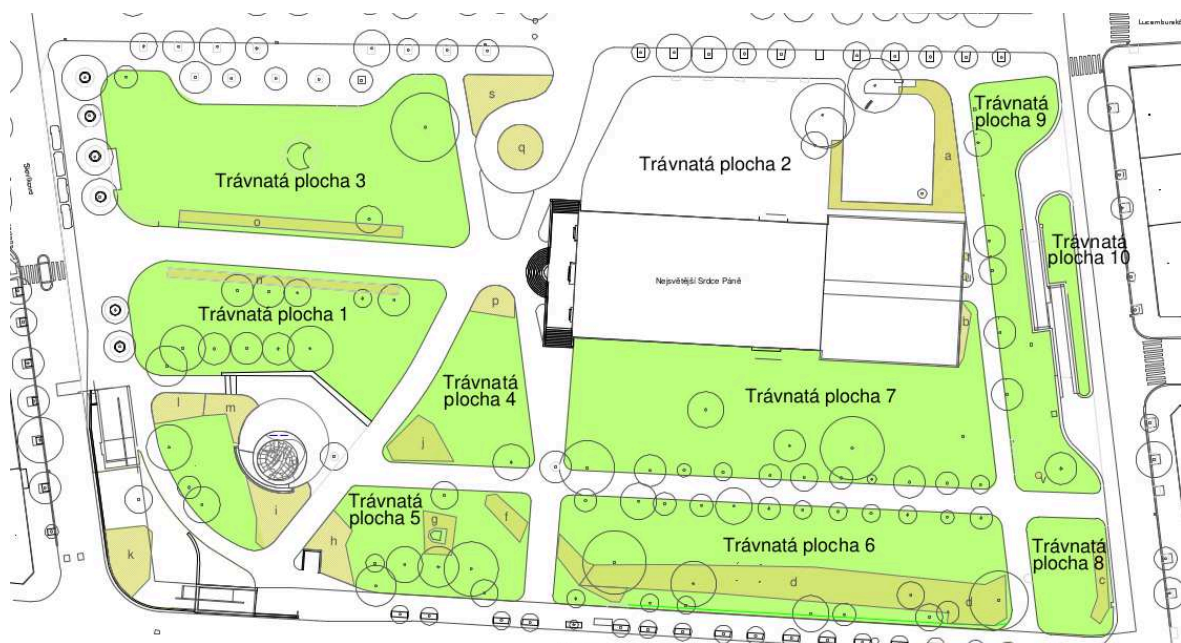 Lucemburská
Trávnatá
plocha 9
s
q
Trávnatá plocha 2
a
Trávnatá plocha 3
o
Trávnatá
plocha 10
Nejsvětější Srdce Páně
n
p
Trávnatá plocha 1
b
Trávnatá
plocha 4
Trávnatá plocha 7
l
m
j
Trávnatá
plocha 5
g
f
i
h
k
Trávnatá plocha 6
d
d
Trávnatá
plocha 8
c